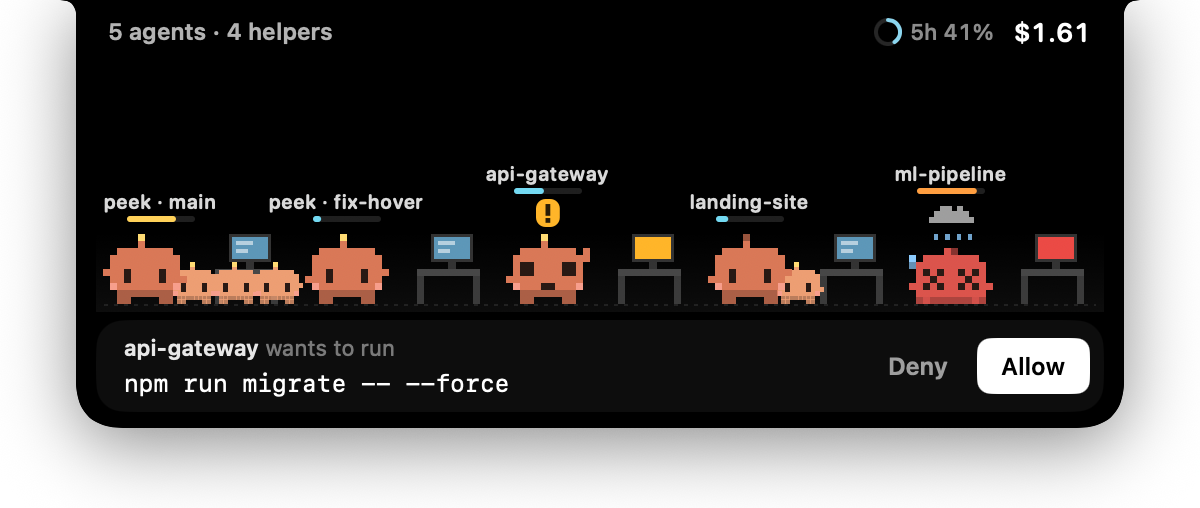 5 agents · 4 helpers
5h 41% $1.61
peek · main
peek · fix-hover
api-gateway
!
landing-site
ml-pipeline
api-gateway wants to run
npm run migrate -- --force
Deny
Allow